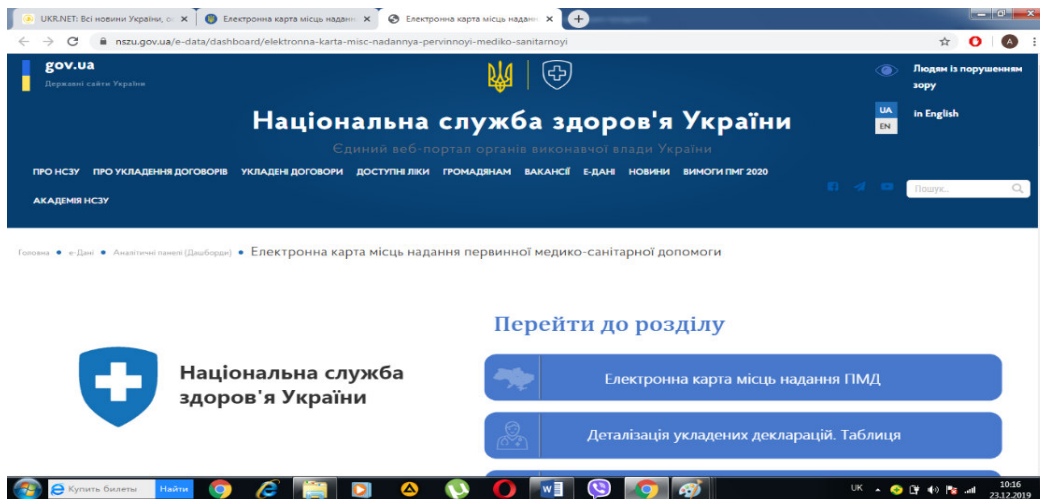 UKR.NET: Всі новини України, ос
Електронна карта місць наданн
Електронна карта місць наданн
nszu.gov.ua/e-data/dashboard/elektronna-karta-misc-nadannya-pervinnoyi-mediko-sanitarnoyi
A
gov.ua
Державні сайти України
Людям із порушенням
зору
UA
EN
in English
Національна служба здоров'я України
Єдиний веб-портал органів виконавчої влади України
ПРО НСЗУ ПРО УКЛАДЕННЯ ДОГОВОРІВ УКЛАДЕНІ ДОГОВОРИ ДОСТУПНІ ЛІКИ ГРОМАДЯНАМ ВАКАНСІЇ Е-ДАНІ НОВИНИ ВИМОГИ ПМГ 2020
АКАДЕМІЯ НСЗУ
Пошук..
Головна • е-Дані • Аналітичні панелі (Дашборди) • Електронна карта місць надання первинної медико-санітарної допомоги
Перейти до розділу
Національна служба
здоров'я України
Електронна карта місць надання ПМД
Деталізація укладених декларацій. Таблиця
Купить билеты Найти
UK
10:16
23.12.2019